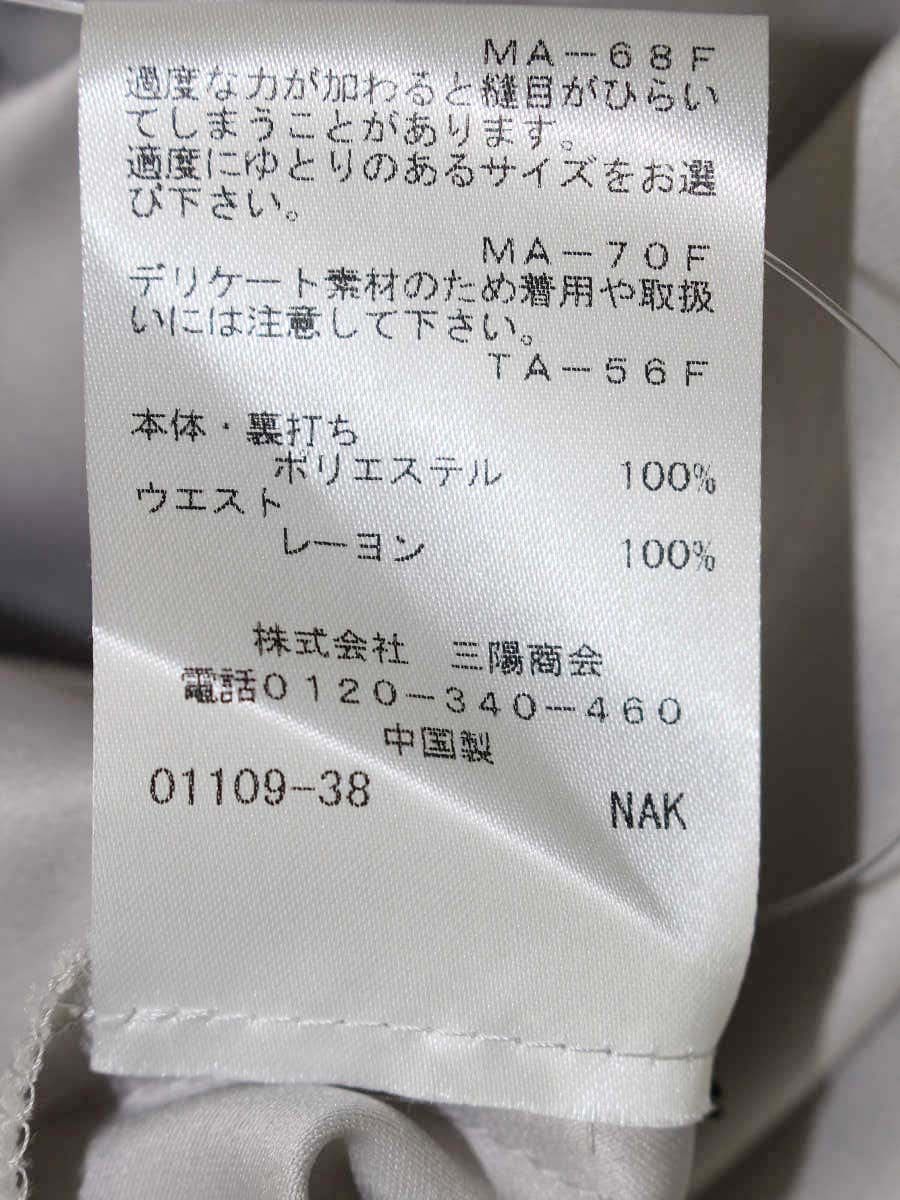 MA-68F
過度な力が加わると縫目がひらい
てしまうことがあります。
適度にゆとりのあるサイズをお選
び下さい。
MA-70F
デリケート素材のため着用や取扱
いには注意して下さい。
TA-56F
本体・裏打ち
ポリエステル 100%
ウエスト
レーヨン 100%
株式会社 三陽商会
電話0120-340-460
中国製
01109-38 NAK